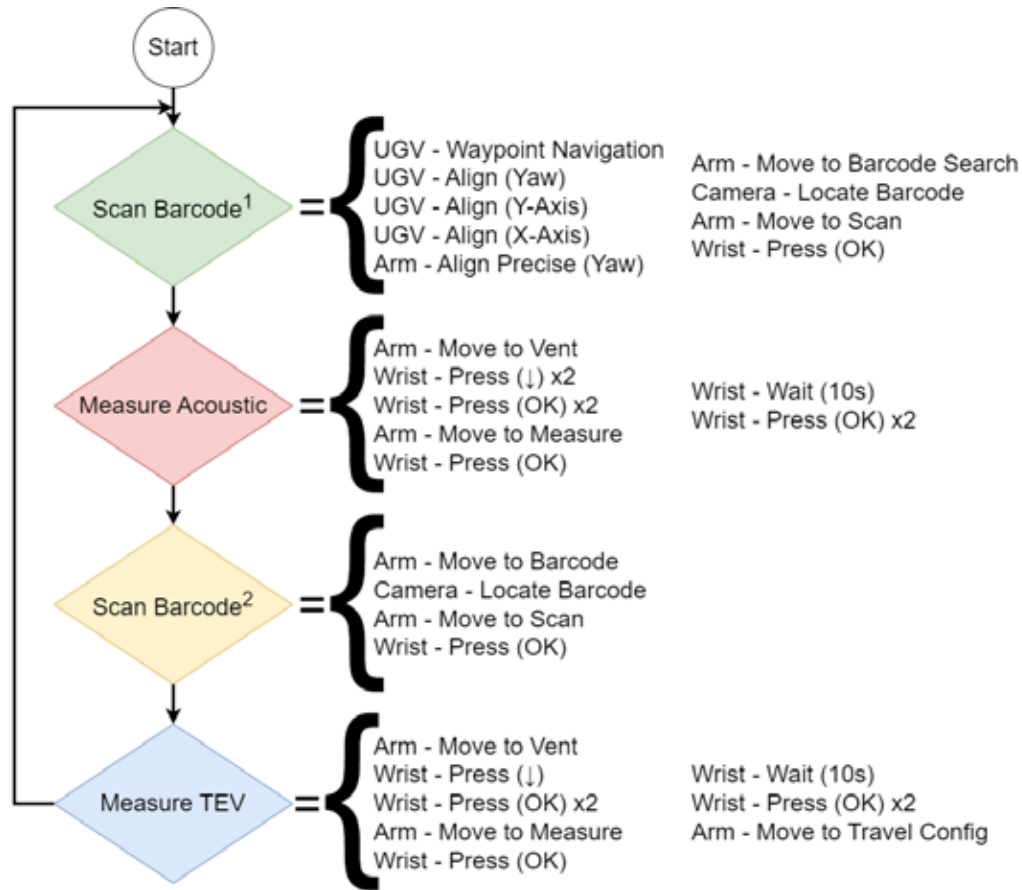 Start
Scan Barcode¹
=
UGV - Waypoint Navigation
UGV - Align (Yaw)
UGV - Align (Y-Axis)
UGV - Align (X-Axis)
Arm - Align Precise (Yaw)
Arm - Move to Barcode Search
Camera - Locate Barcode
Arm - Move to Scan
Wrist - Press (OK)
Measure Acoustic
=
Arm - Move to Vent
Wrist - Press (↓) x2
Wrist - Press (OK) x2
Arm - Move to Measure
Wrist - Press (OK)
Wrist - Wait (10s)
Wrist - Press (OK) x2
Scan Barcode²
=
Arm - Move to Barcode
Camera - Locate Barcode
Arm - Move to Scan
Wrist - Press (OK)
Measure TEV
=
Arm - Move to Vent
Wrist - Press (↓)
Wrist - Press (OK) x2
Arm - Move to Measure
Wrist - Press (OK)
Wrist - Wait (10s)
Wrist - Press (OK) x2
Arm - Move to Travel Config